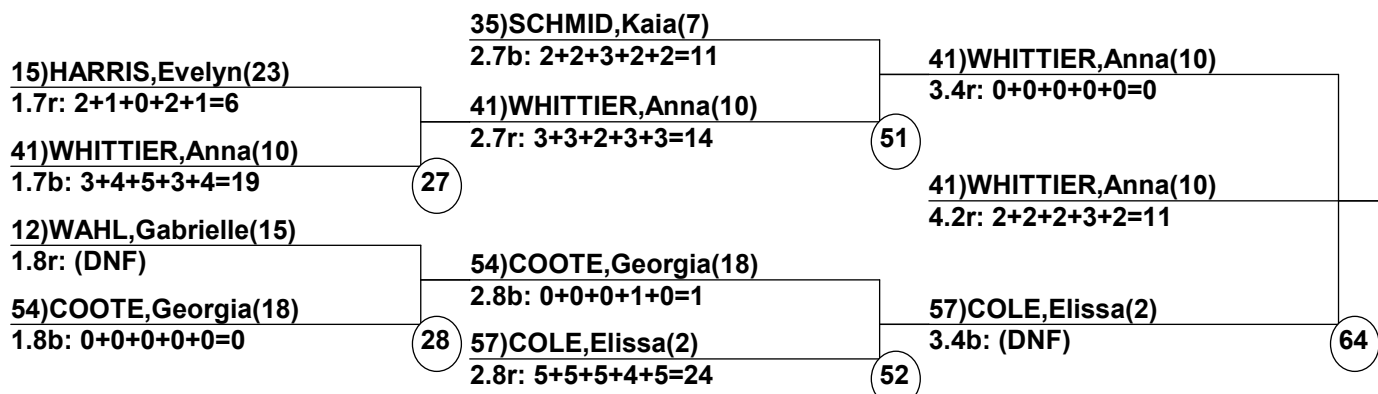 15)HARRIS,Evelyn(23)
1.7r: 2+1+0+2+1=6
41)WHITTIER,Anna(10)
1.7b: 3+4+5+3+4=19
27
12)WAHL,Gabrielle(15)
1.8r: (DNF)
54)COOTE,Georgia(18)
1.8b: 0+0+0+0+0=0
28
35)SCHMID,Kaia(7)
2.7b: 2+2+3+2+2=11
41)WHITTIER,Anna(10)
2.7r: 3+3+2+3+3=14
51
54)COOTE,Georgia(18)
2.8b: 0+0+0+1+0=1
57)COLE,Elissa(2)
2.8r: 5+5+5+4+5=24
52
41)WHITTIER,Anna(10)
3.4r: 0+0+0+0+0=0
41)WHITTIER,Anna(10)
4.2r: 2+2+2+3+2=11
57)COLE,Elissa(2)
3.4b: (DNF)
64